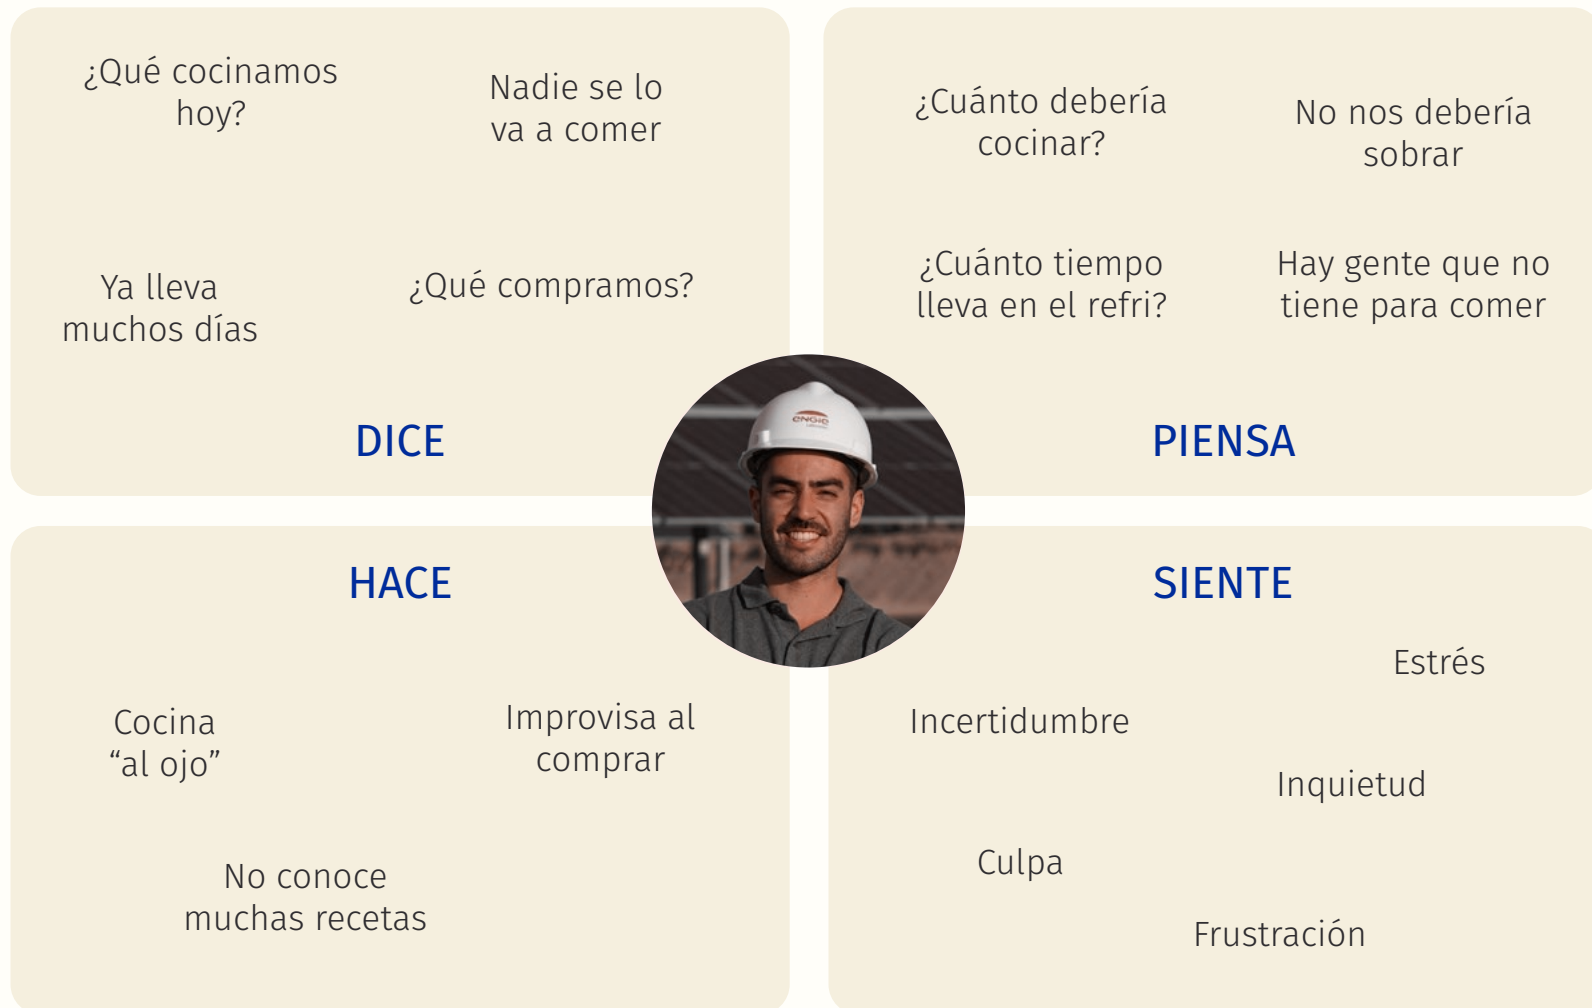 ¿Qué cocinamos
hoy?
Nadie se lo
va a comer
Ya lleva
muchos días
¿Qué compramos?
DICE
¿Cuánto debería
cocinar?
No nos debería
sobrar
¿Cuánto tiempo
lleva en el refri?
Hay gente que no
tiene para comer
PIENSA
ENGIE
HACE
Cocina
“al ojo”
Improvisa al
comprar
No conoce
muchas recetas
SIENTE
Estrés
Incertidumbre
Inquietud
Culpa
Frustración